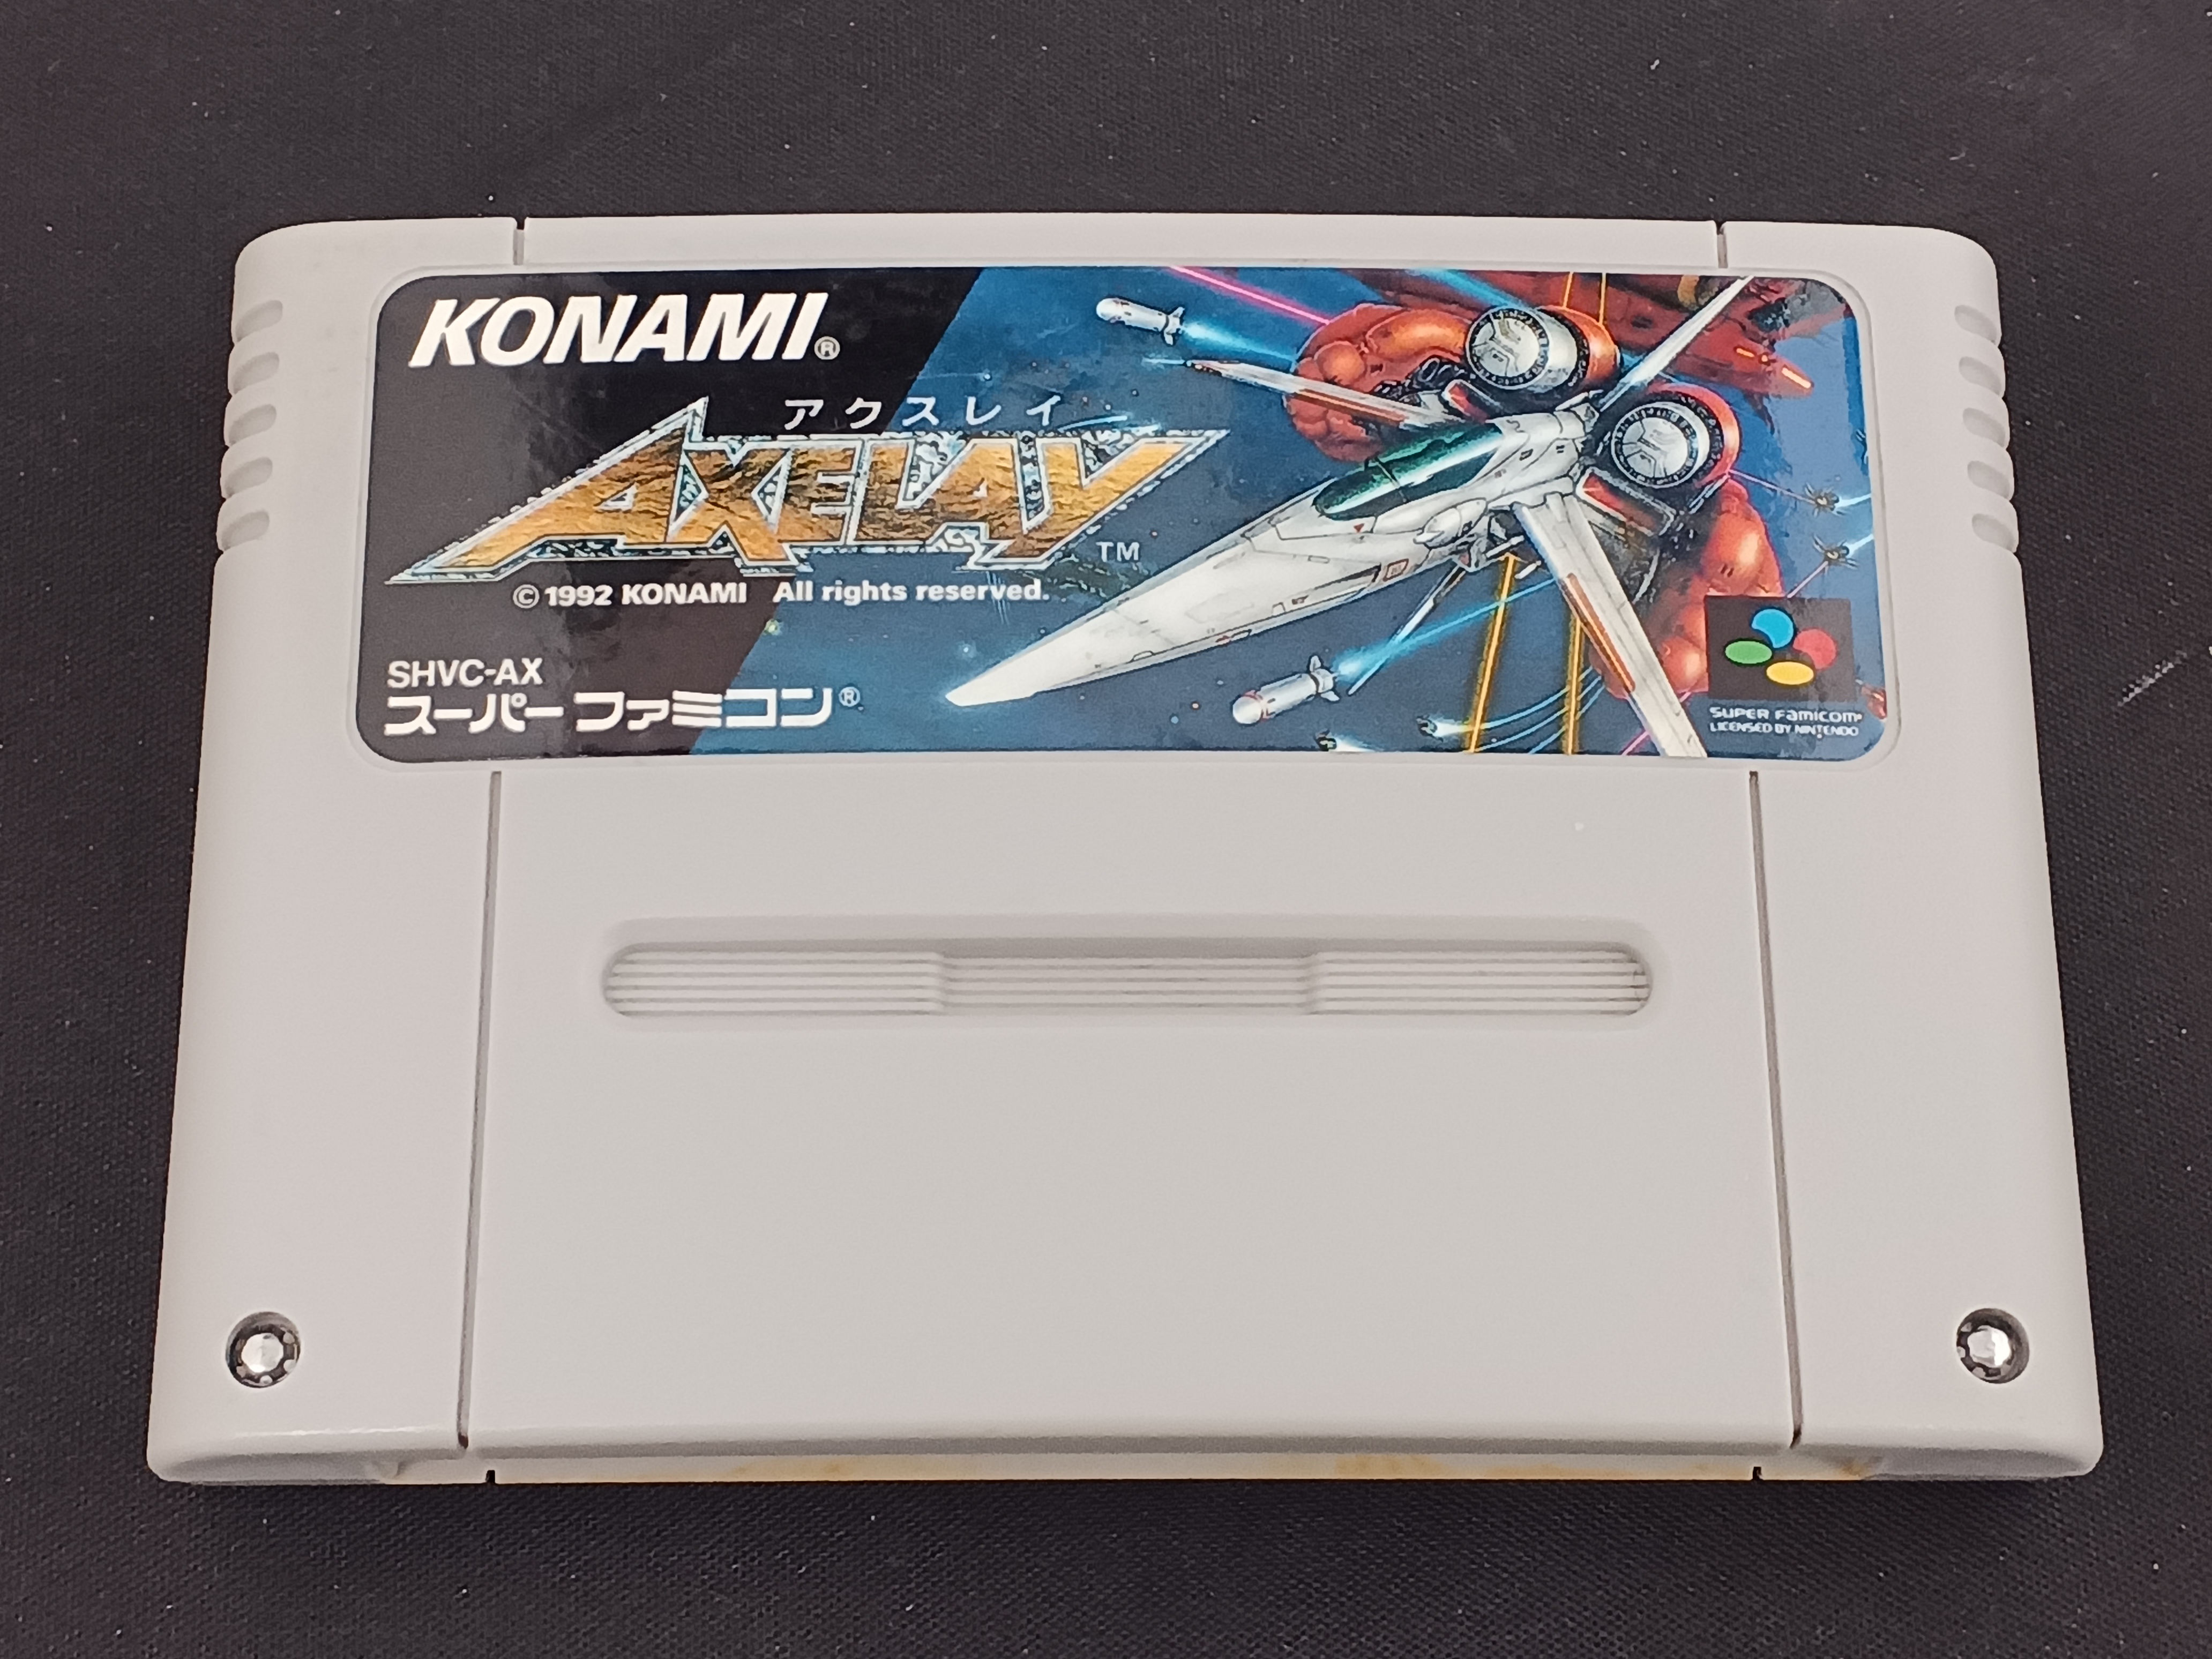 KONAMI®
アクスレイ
AXELAY™
©1992 KONAMI All rights reserved.
SHVC-AX
スーパーファミコン®
SUPER FAMICOM®
LICENSED BY NINTENDO